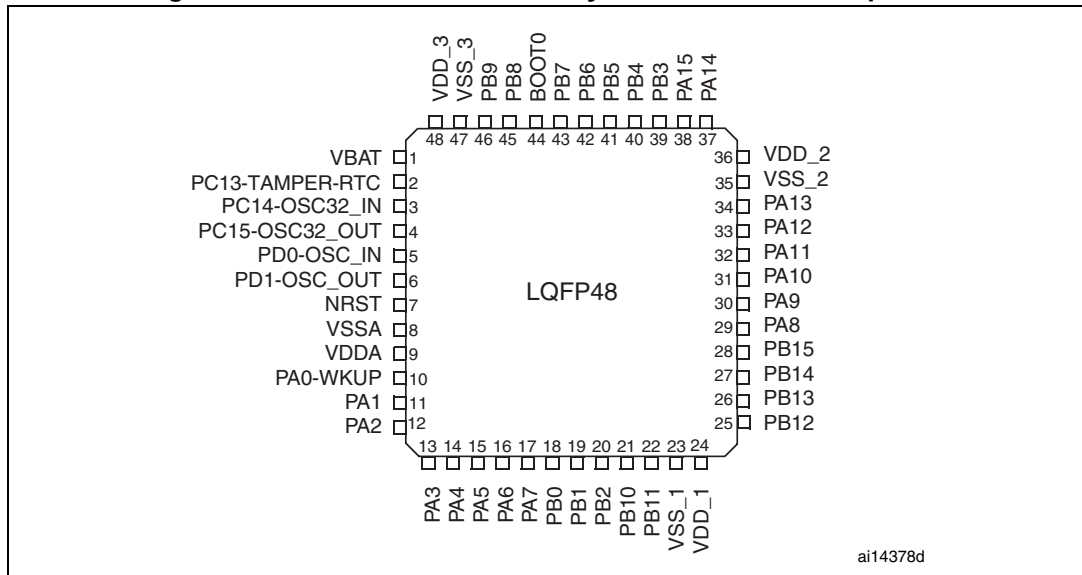 VDD_3
VSS_3
PB9
PB8
BOOT0
PB7
PB6
PB5
PB4
PB3
PA15
PA14
48 47 46 45 44 43 42 41 40 39 38 37
VBAT 1
PC13-TAMPER-RTC 2
PC14-OSC32_IN 3
PC15-OSC32_OUT 4
PD0-OSC_IN 5
PD1-OSC_OUT 6
NRST 7
VSSA 8
VDDA 9
PA0-WKUP 10
PA1 11
PA2 12
LQFP48
36 VDD_2
35 VSS_2
34 PA13
33 PA12
32 PA11
31 PA10
30 PA9
29 PA8
28 PB15
27 PB14
26 PB13
25 PB12
13 14 15 16 17 18 19 20 21 22 23 24
PA3
PA4
PA5
PA6
PA7
PB0
PB1
PB2
PB10
PB11
VSS_1
VDD_1
ai14378d